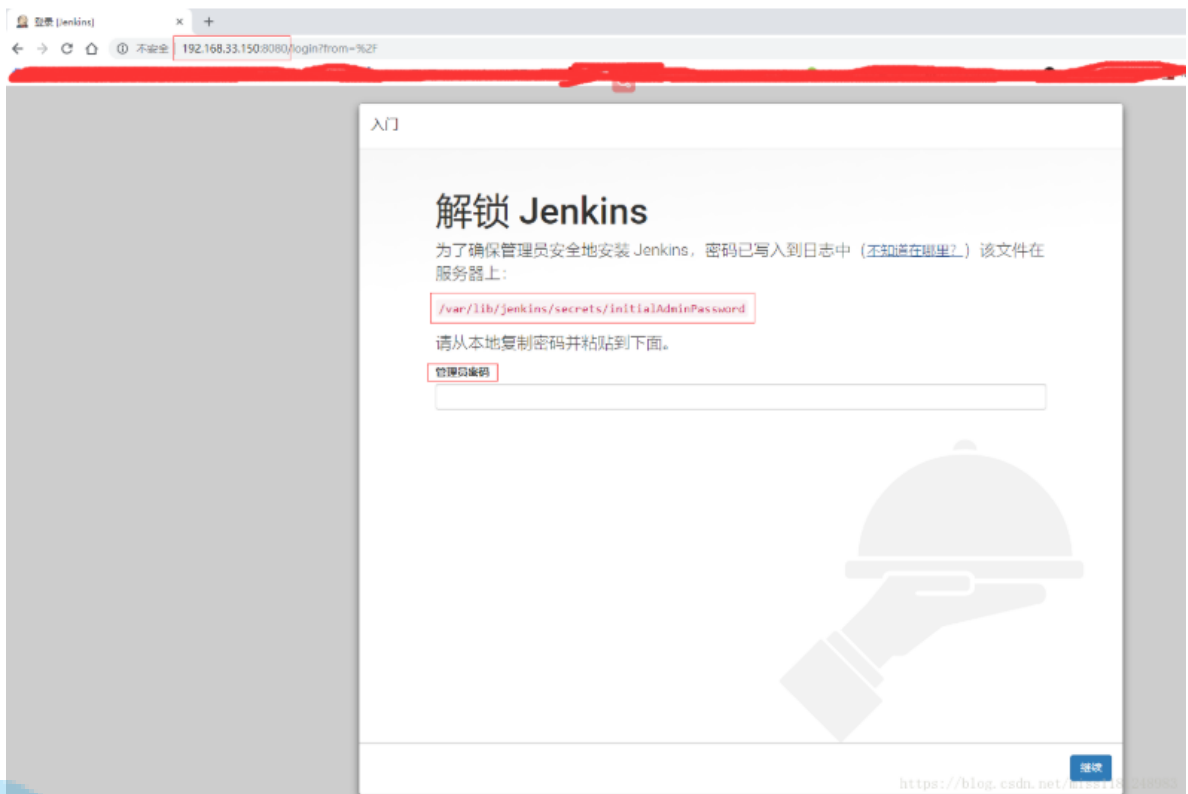 登录 [Jenkins]
不安全 192.168.33.150:8080/login?from=%2F
入门
解锁 Jenkins
为了确保管理员安全地安装 Jenkins，密码已写入到日志中（不知道在哪里？）该文件在
服务器上：
/var/lib/jenkins/secrets/initialAdminPassword
请从本地复制密码并粘贴到下面。
管理员密码
继续
https://blog.csdn.net/